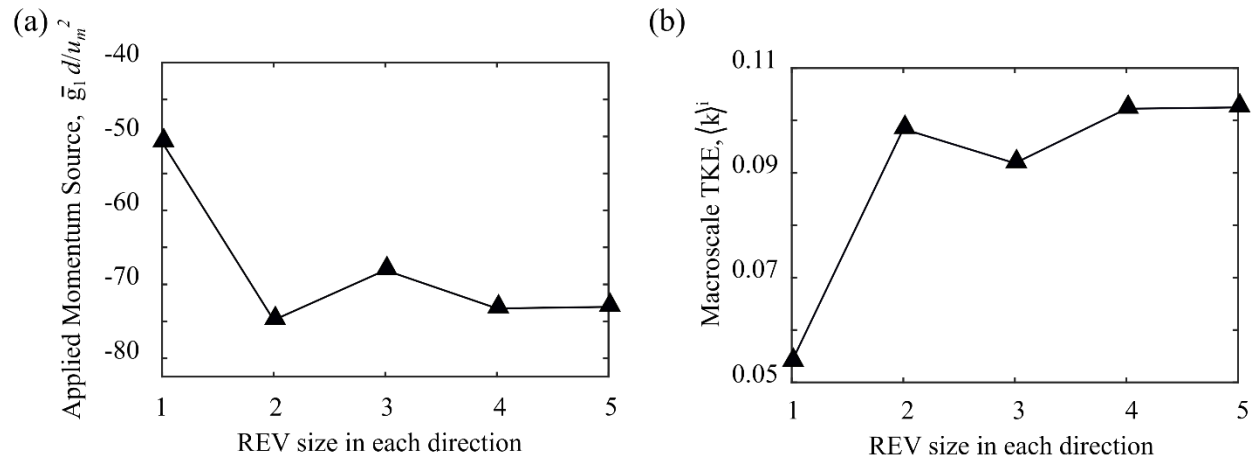 (a)
Applied Momentum Source, g̅₁ d/uₘ²
-40
-50
-60
-70
-80
1 2 3 4 5
REV size in each direction
(b)
Macroscale TKE, ⟨k⟩ⁱ
0.11
0.09
0.07
0.05
1 2 3 4 5
REV size in each direction